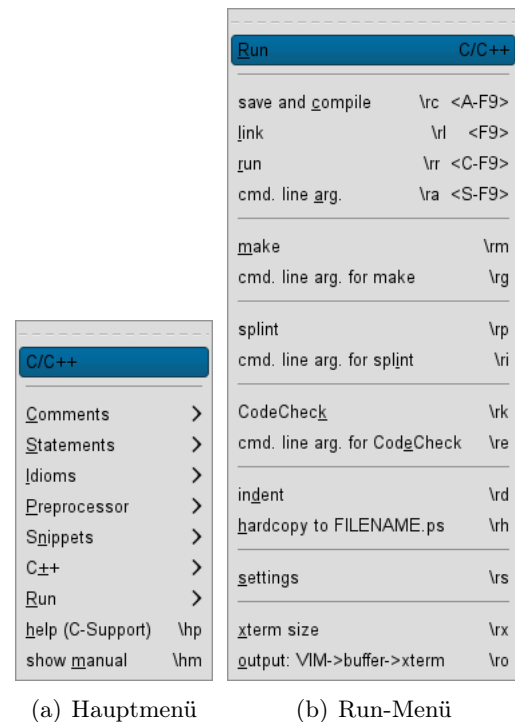 C/C++
Comments >
Statements >
Idioms >
Preprocessor >
Snippets >
C++ >
Run >
help (C-Support) \hp
show manual \hm
(a) Hauptmenü
Run C/C++
save and compile \rc <A-F9>
link \rl <F9>
run \rr <C-F9>
cmd. line arg. \ra <S-F9>
make \rm
cmd. line arg. for make \rg
splint \rp
cmd. line arg. for splint \ri
CodeCheck \rk
cmd. line arg. for CodeCheck \re
indent \rd
hardcopy to FILENAME.ps \rh
settings \rs
xterm size \rx
output: VIM->buffer->xterm \ro
(b) Run-Menü